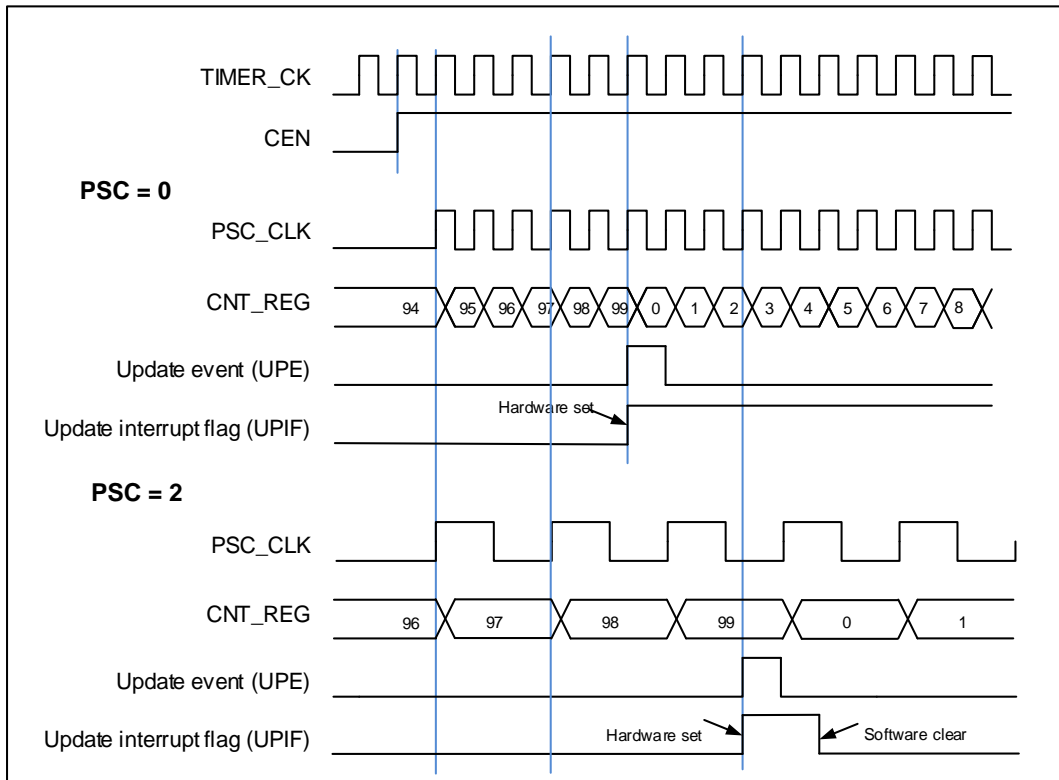 TIMER_CK
CEN
PSC = 0
PSC_CLK
CNT_REG 94 95 96 97 98 99 0 1 2 3 4 5 6 7 8
Update event (UPE)
Hardware set
Update interrupt flag (UPIF)
PSC = 2
PSC_CLK
CNT_REG 96 97 98 99 0 1
Update event (UPE)
Update interrupt flag (UPIF) Hardware set Software clear